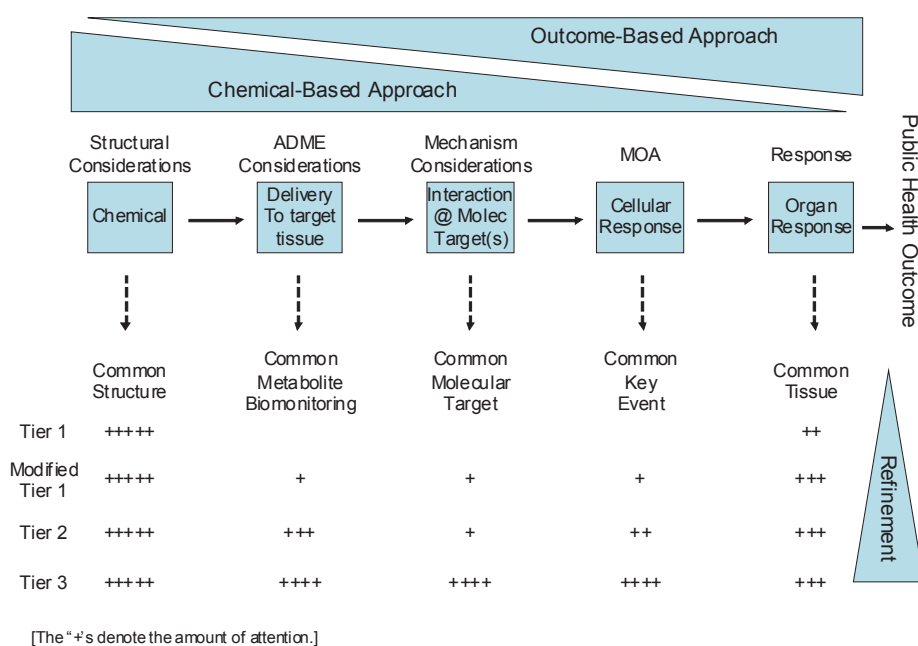 Outcome-Based Approach
Chemical-Based Approach
Structural
Considerations
ADME
Considerations
Mechanism
Considerations
MOA
Response
Chemical
Delivery
To target
tissue
Interaction
@ Molec
Target(s)
Cellular
Response
Organ
Response
Public Health Outcome
Common
Structure
Common
Metabolite
Biomonitoring
Common
Molecular
Target
Common
Key
Event
Common
Tissue
Tier 1 +++++ ++
Modified
Tier 1 +++++ + + + +++
Tier 2 +++++ +++ + ++ +++
Tier 3 +++++ ++++ ++++ ++++ +++
Refinement
[The “+’s denote the amount of attention.]